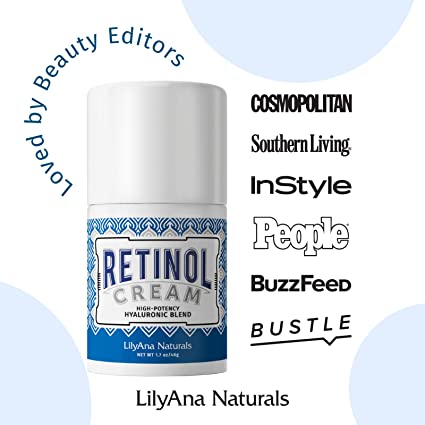 Loved by Beauty Editors
COSMOPOLITAN
Southern Living®
InStyle
People
BuzzFeed
BUSTLE
RETINOL
CREAM
HIGH-POTENCY
HYALURONIC BLEND
LilyAna Naturals
NET WT 1.7 oz/48g
LilyAna Naturals